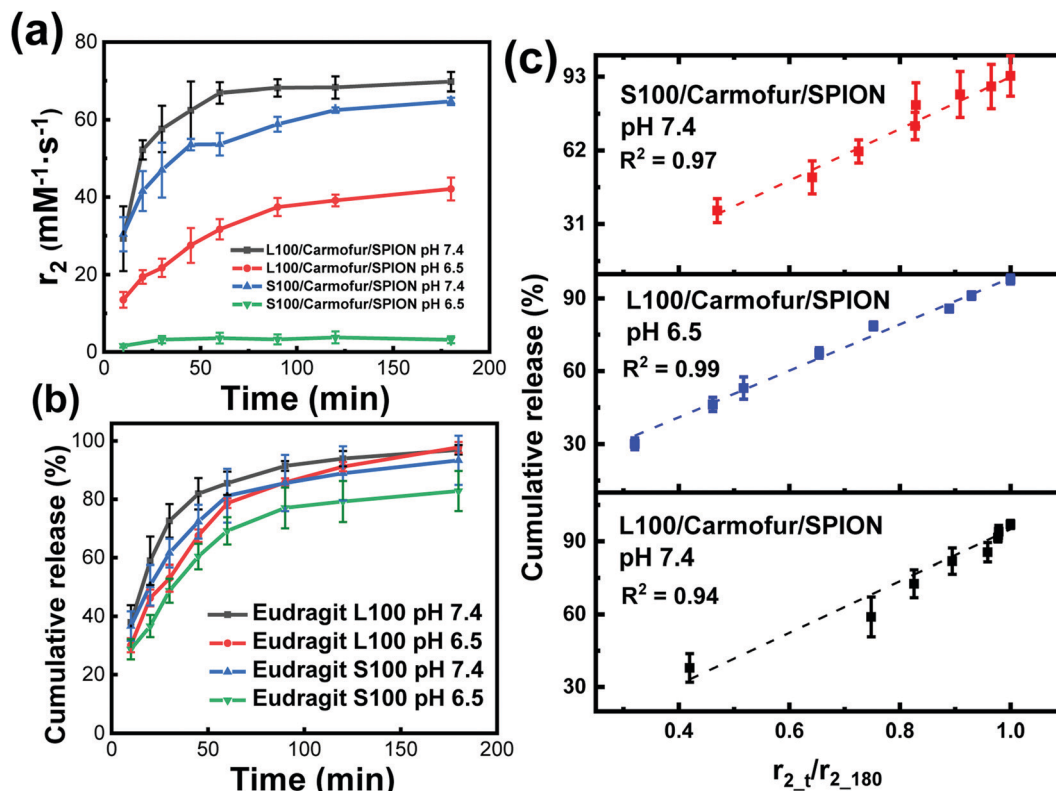 (a)
r2 (mM⁻¹·s⁻¹)
80
60
40
20
0
L100/Carmofur/SPION pH 7.4
L100/Carmofur/SPION pH 6.5
S100/Carmofur/SPION pH 7.4
S100/Carmofur/SPION pH 6.5
0 50 100 150 200
Time (min)
(b)
Cumulative release (%)
100
80
60
40
20
0
Eudragit L100 pH 7.4
Eudragit L100 pH 6.5
Eudragit S100 pH 7.4
Eudragit S100 pH 6.5
0 50 100 150 200
Time (min)
(c)
Cumulative release (%)
93
62
31
S100/Carmofur/SPION
pH 7.4
R² = 0.97
90
60
30
L100/Carmofur/SPION
pH 6.5
R² = 0.99
90
60
30
L100/Carmofur/SPION
pH 7.4
R² = 0.94
0.4 0.6 0.8 1.0
r2_t/r2_180